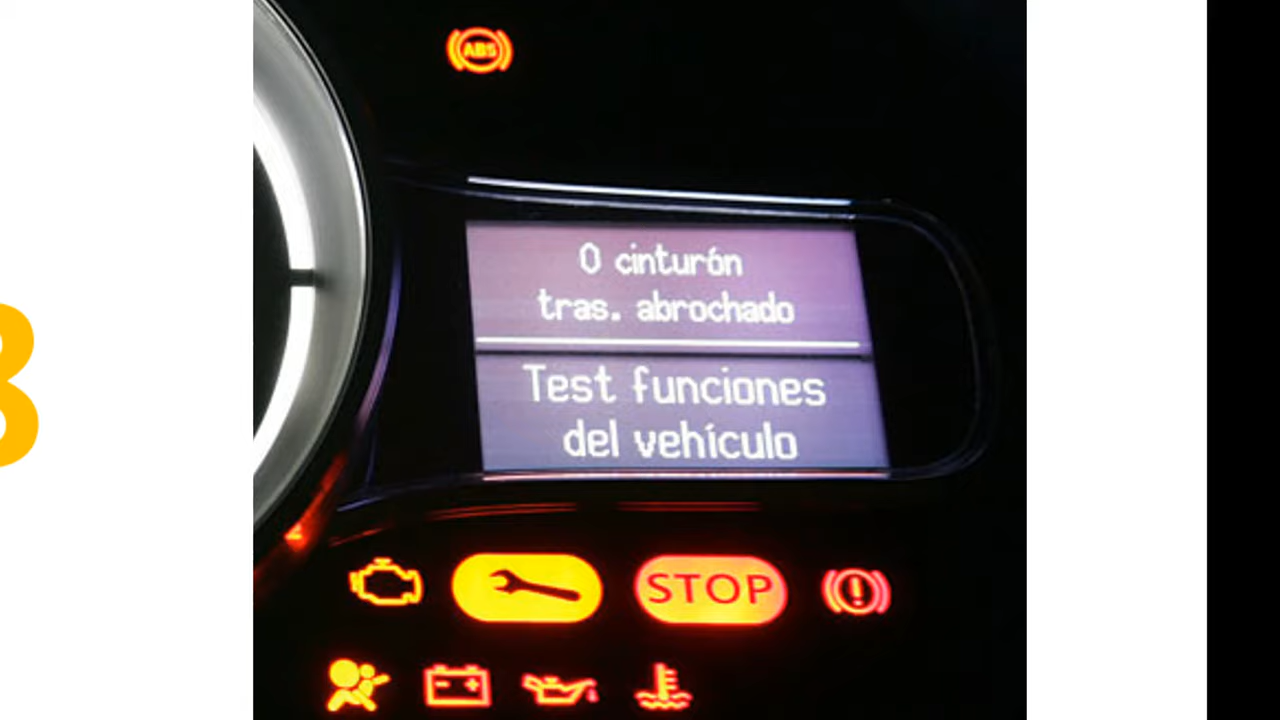 ABS
0 cinturón
tras. abrochado
Test funciones
del vehículo
STOP